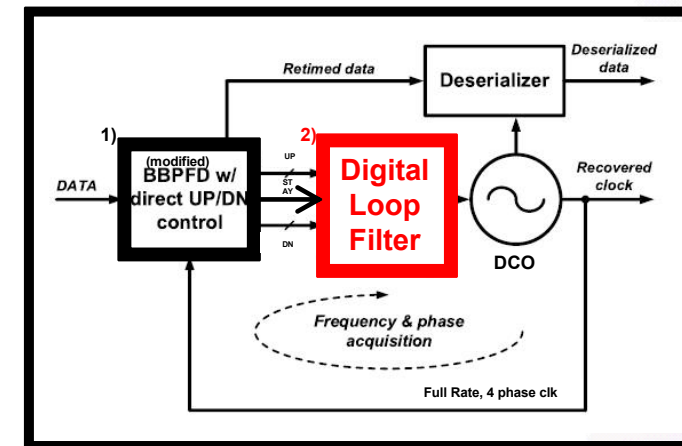 Retimed data
Deserializer
Deserialized
data
1)
2)
(modified)
BBPFD w/
direct UP/DN
control
DATA
UP
ST
AY
DN
Digital
Loop
Filter
DCO
Recovered
clock
Frequency & phase
acquisition
Full Rate, 4 phase clk